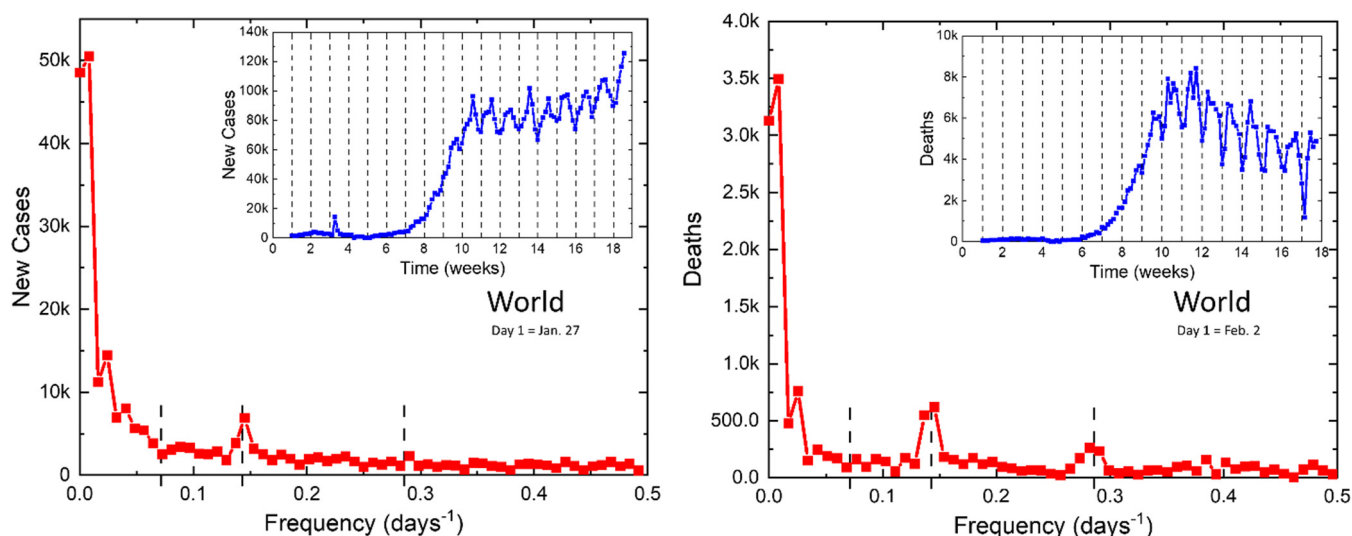 New Cases
50k
40k
30k
20k
10k
0
0.0 0.1 0.2 0.3 0.4 0.5
Frequency (days-1)
New Cases
140k
120k
100k
80k
60k
40k
20k
0
0 2 4 6 8 10 12 14 16 18
Time (weeks)
World
Day 1 = Jan. 27
Deaths
4.0k
3.5k
3.0k
2.5k
2.0k
1.5k
1.0k
500.0
0.0
0.0 0.1 0.2 0.3 0.4 0.5
Frequency (days-1)
Deaths
10k
8k
6k
4k
2k
0
0 2 4 6 8 10 12 14 16 18
Time (weeks)
World
Day 1 = Feb. 2